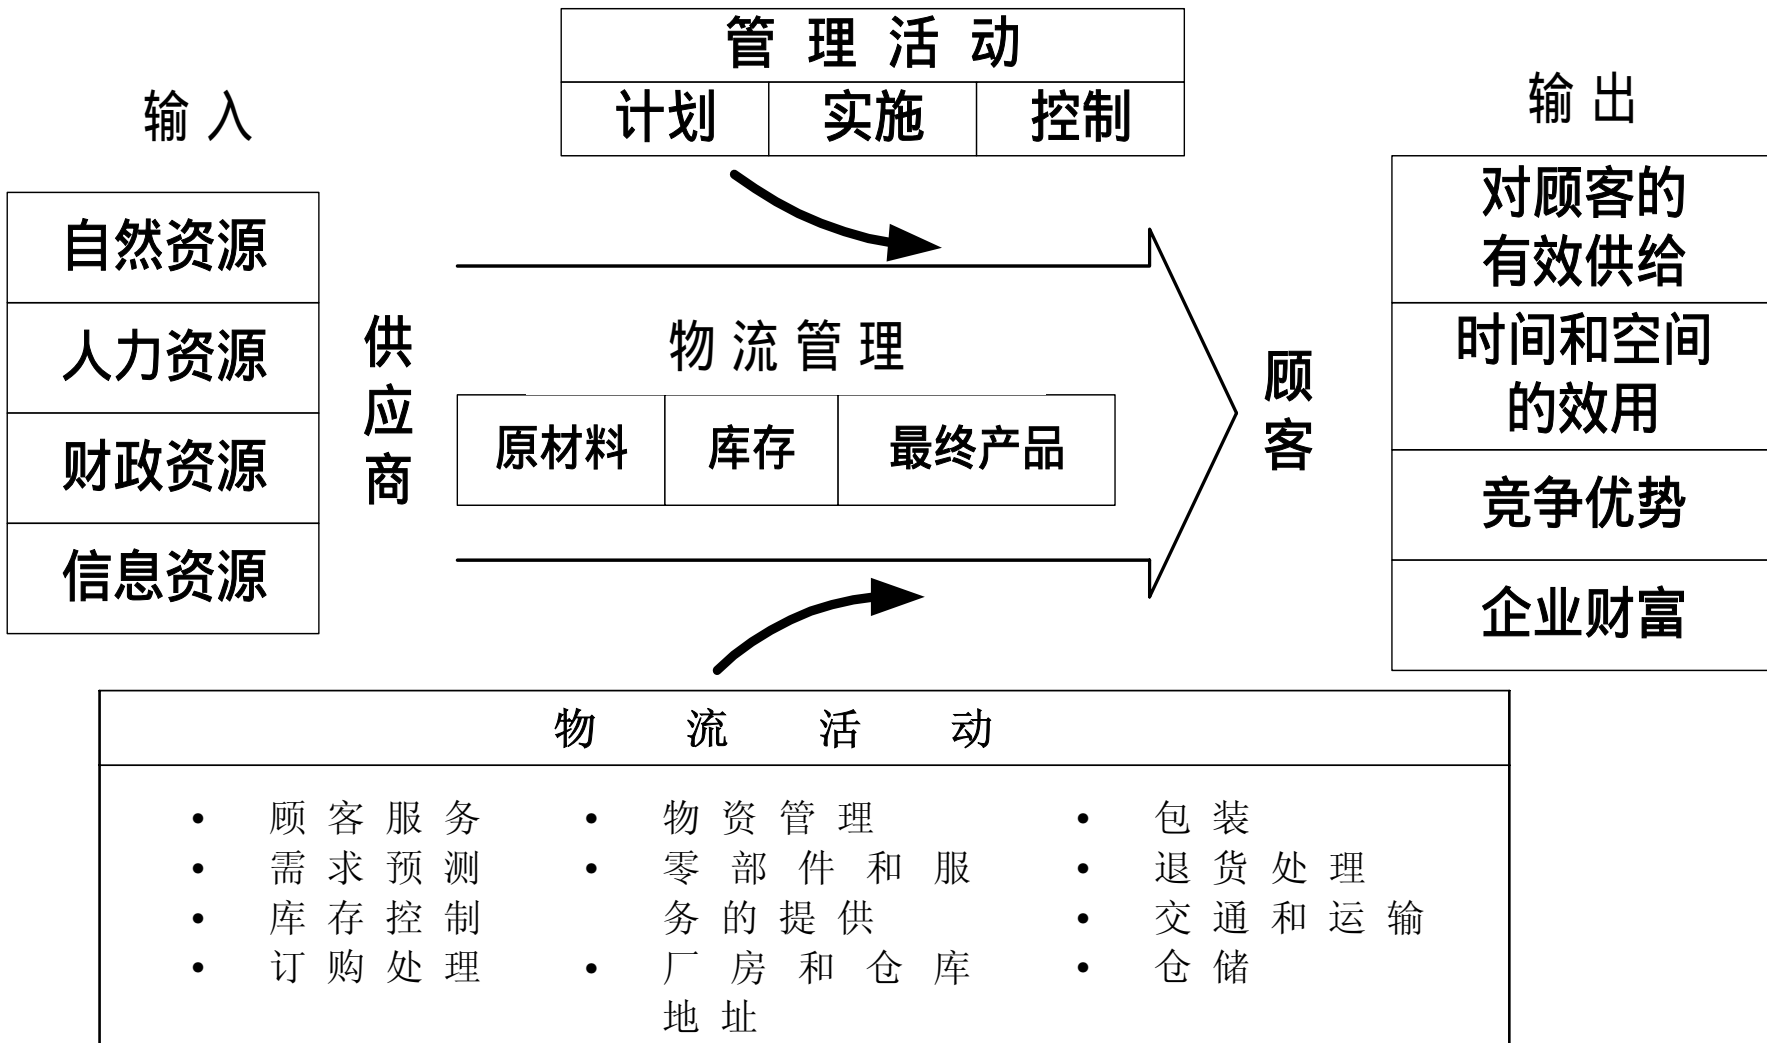 管理活动
计划 实施 控制
输入
自然资源
人力资源
财政资源
信息资源
供应商
物流管理
原材料 库存 最终产品
顾客
输出
对顾客的
有效供给
时间和空间
的效用
竞争优势
企业财富
物流活动
• 顾客服务
• 需求预测
• 库存控制
• 订购处理
• 物资管理
• 零部件和服
务的提供
• 厂房和仓库
地址
• 包装
• 退货处理
• 交通和运输
• 仓储